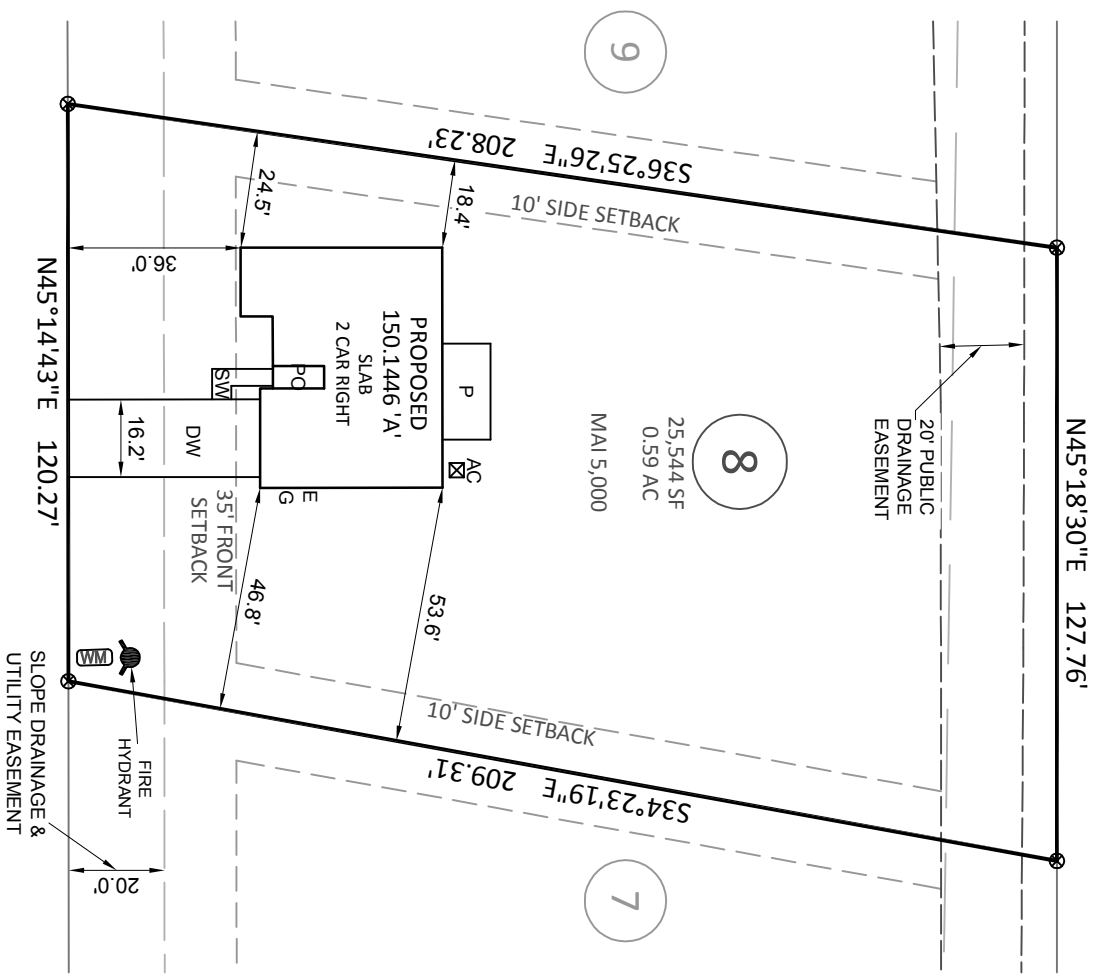 N45°18'30"E 127.76'
20' PUBLIC
DRAINAGE
EASEMENT
9
8
25,544 SF
0.59 AC
MAI 5,000
7
S36°25'26"E 208.23'
10' SIDE SETBACK
18.4'
24.5'
36.0'
P
AC
PROPOSED
150.1446 'A'
SLAB
2 CAR RIGHT
PO
SW
E
G
DW
16.2'
35' FRONT
SETBACK
53.6'
46.8'
10' SIDE SETBACK
S34°23'19"E 209.31'
WM
FIRE
HYDRANT
20.0'
SLOPE DRAINAGE &
UTILITY EASEMENT
N45°14'43"E 120.27'